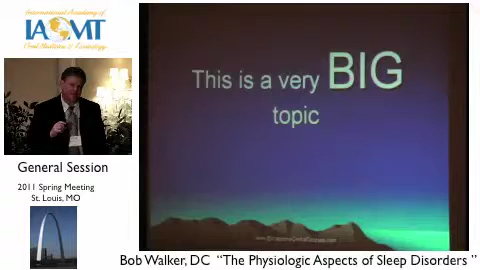 International Academy of
IAOMT
Oral Medicine & Toxicology
General Session
2011 Spring Meeting
St. Louis, MO
This is a very BIG
topic
Bob Walker, DC "The Physiologic Aspects of Sleep Disorders "